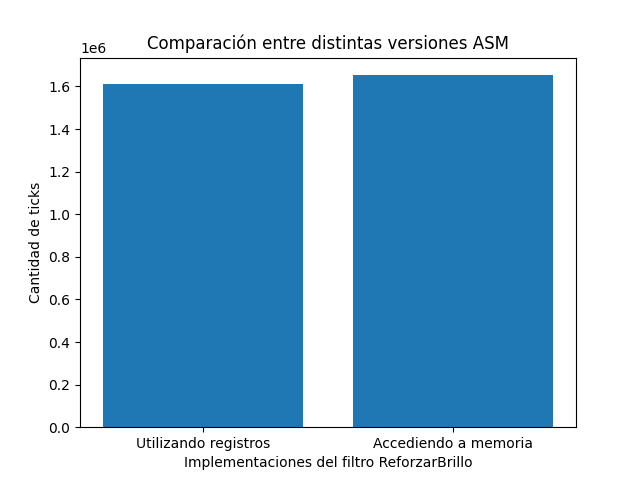 Comparación entre distintas versiones ASM
1e6
1.6
1.4
1.2
1.0
0.8
0.6
0.4
0.2
0.0
Cantidad de ticks
Utilizando registros
Accediendo a memoria
Implementaciones del filtro ReforzarBrillo